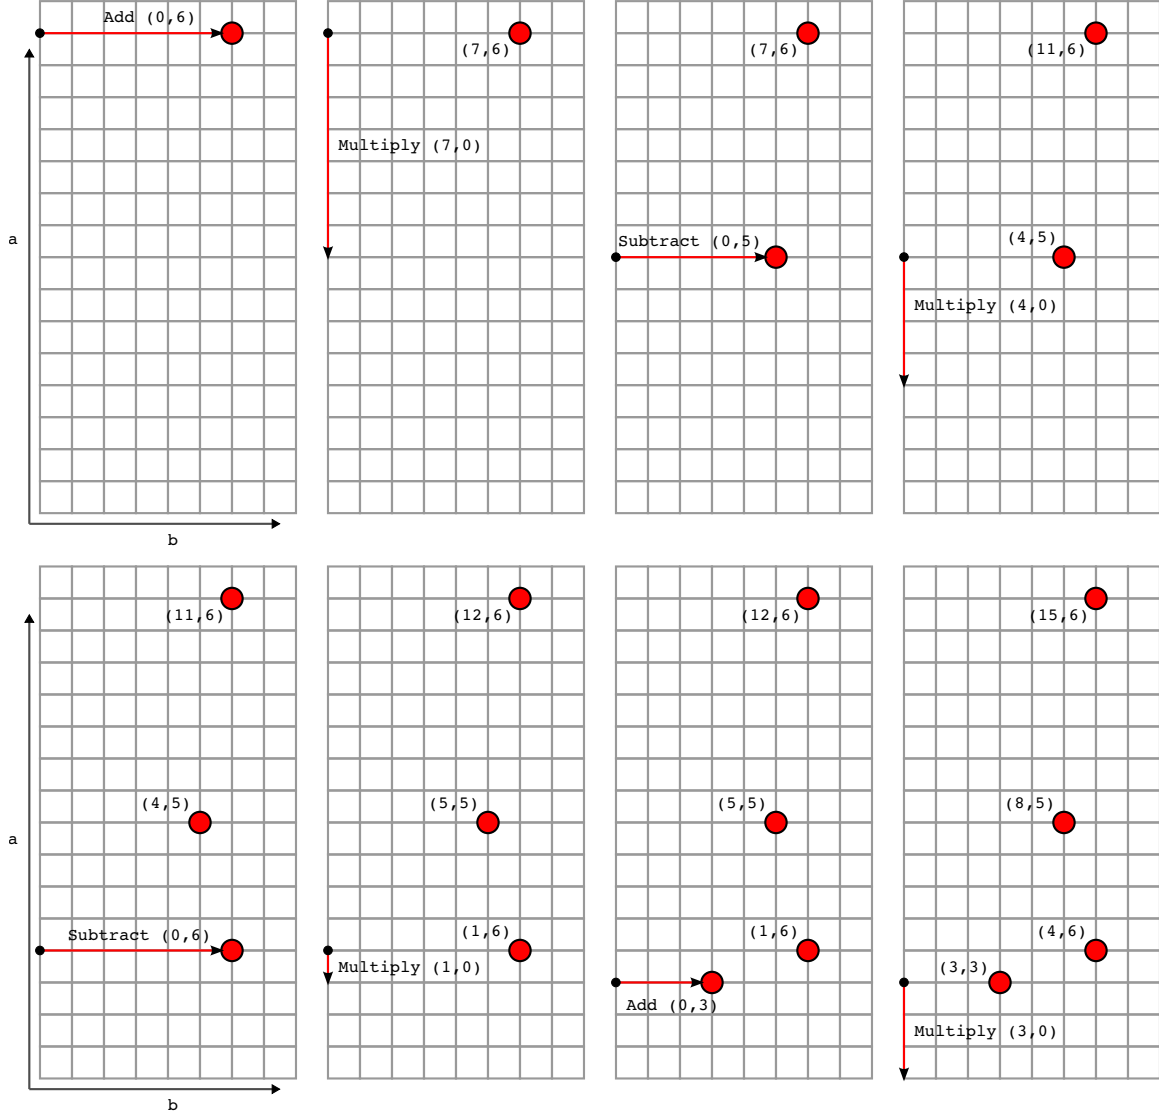 Add (0,6)
(7,6)
Multiply (7,0)
(7,6)
Subtract (0,5)
(11,6)
(4,5)
Multiply (4,0)
a
b
(11,6)
(4,5)
Subtract (0,6)
(12,6)
(5,5)
(1,6)
Multiply (1,0)
(12,6)
(5,5)
(1,6)
Add (0,3)
(15,6)
(8,5)
(4,6)
(3,3)
Multiply (3,0)
a
b